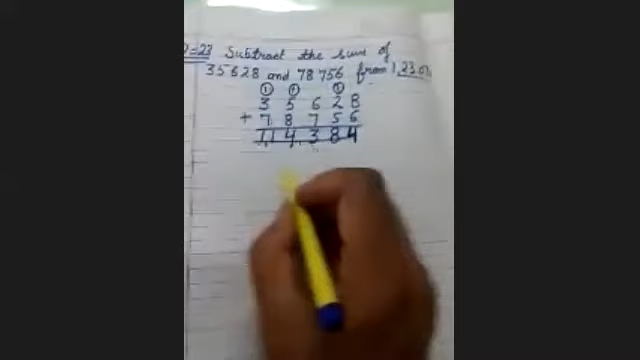 Subtract the sum of
35628 and 78756 from 1,23,0
① ① ①
3 5 6 2 8
+ 7 8 7 5 6
1 1 4 3 8 4